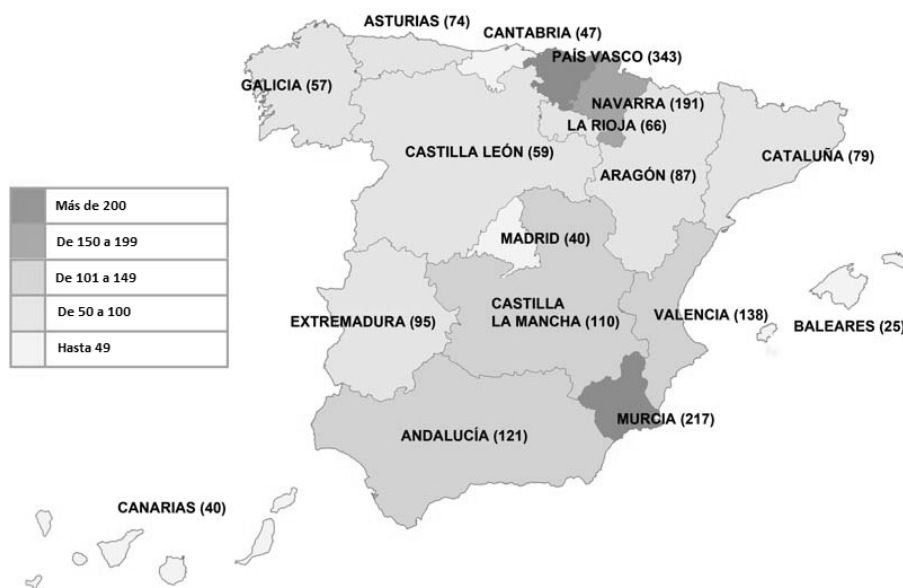 ASTURIAS (74)
CANTABRIA (47)
PAÍS VASCO (343)
GALICIA (57)
NAVARRA (191)
LA RIOJA (66)
CASTILLA LEÓN (59)
CATALUÑA (79)
ARAGÓN (87)
Más de 200
De 150 a 199
De 101 a 149
De 50 a 100
Hasta 49
MADRID (40)
CASTILLA
LA MANCHA (110)
VALENCIA (138)
EXTREMADURA (95)
BALEARES (25)
MURCIA (217)
ANDALUCÍA (121)
CANARIAS (40)